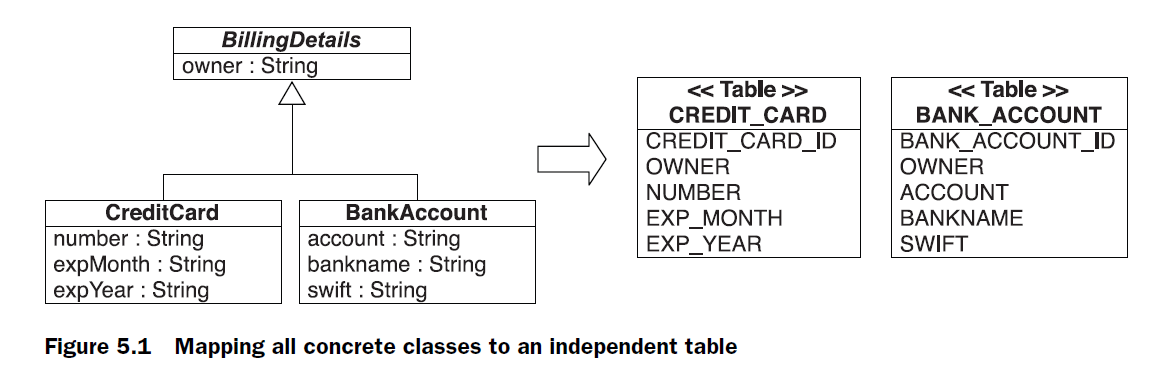 BillingDetails
owner : String
CreditCard
number : String
expMonth : String
expYear : String
BankAccount
account : String
bankname : String
swift : String
<< Table >>
CREDIT_CARD
CREDIT_CARD_ID
OWNER
NUMBER
EXP_MONTH
EXP_YEAR
<< Table >>
BANK_ACCOUNT
BANK_ACCOUNT_ID
OWNER
ACCOUNT
BANKNAME
SWIFT
Figure 5.1 Mapping all concrete classes to an independent table